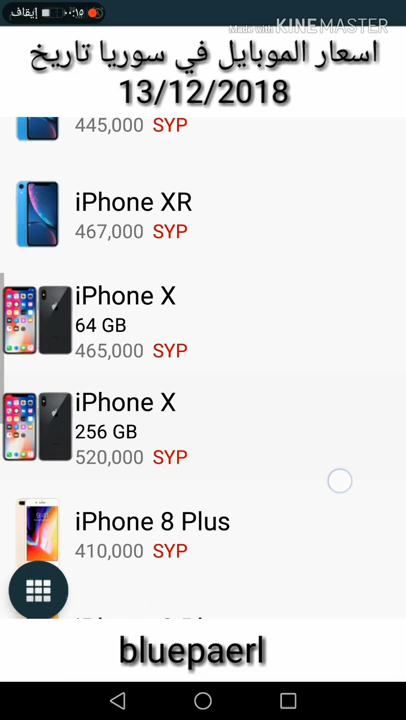 ٠٠:١٥ إيقاف
Made with KINEMASTER
اسعار الموبايل في سوريا تاريخ
13/12/2018
445,000 SYP
iPhone XR
467,000 SYP
iPhone X
64 GB
465,000 SYP
iPhone X
256 GB
520,000 SYP
iPhone 8 Plus
410,000 SYP
bluepaerl